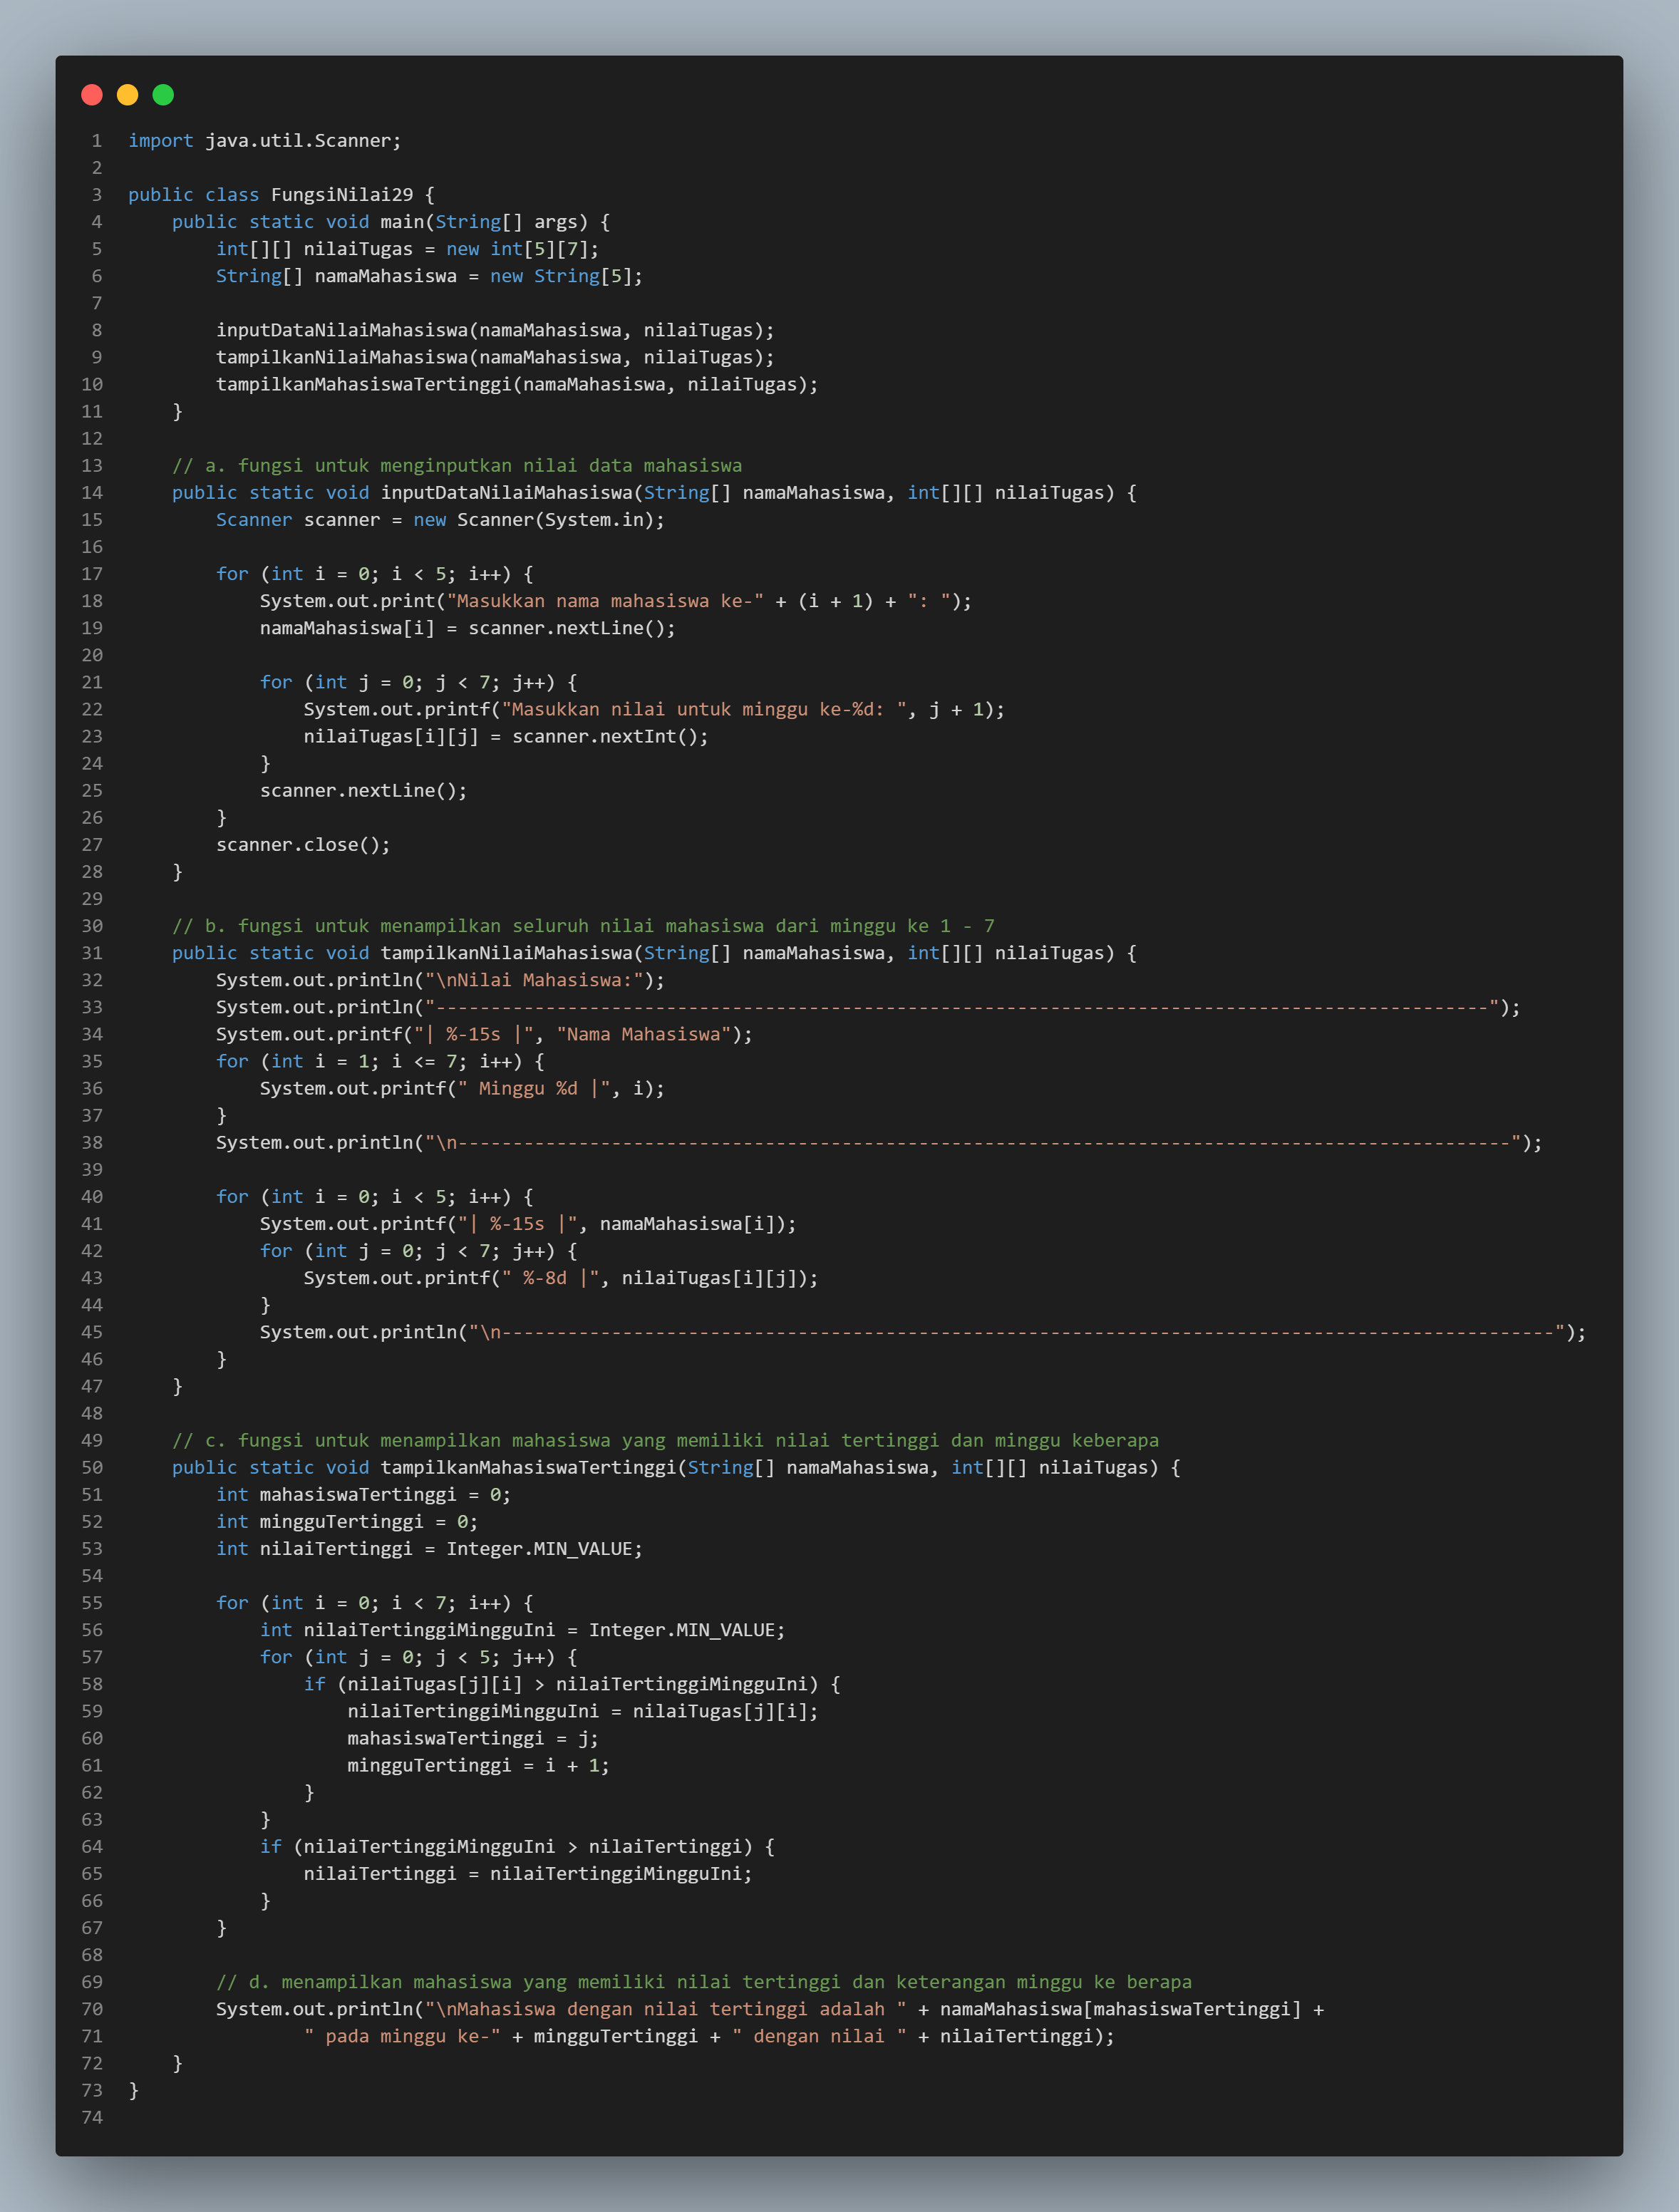 1 import java.util.Scanner;
2
3 public class FungsiNilai29 {
4     public static void main(String[] args) {
5         int[][] nilaiTugas = new int[5][7];
6         String[] namaMahasiswa = new String[5];
7
8         inputDataNilaiMahasiswa(namaMahasiswa, nilaiTugas);
9         tampilkanNilaiMahasiswa(namaMahasiswa, nilaiTugas);
10         tampilkanMahasiswaTertinggi(namaMahasiswa, nilaiTugas);
11     }
12
13     // a. fungsi untuk menginputkan nilai data mahasiswa
14     public static void inputDataNilaiMahasiswa(String[] namaMahasiswa, int[][] nilaiTugas) {
15         Scanner scanner = new Scanner(System.in);
16
17         for (int i = 0; i < 5; i++) {
18             System.out.print("Masukkan nama mahasiswa ke-" + (i + 1) + ": ");
19             namaMahasiswa[i] = scanner.nextLine();
20
21             for (int j = 0; j < 7; j++) {
22                 System.out.printf("Masukkan nilai untuk minggu ke-%d: ", j + 1);
23                 nilaiTugas[i][j] = scanner.nextInt();
24             }
25             scanner.nextLine();
26         }
27         scanner.close();
28     }
29
30     // b. fungsi untuk menampilkan seluruh nilai mahasiswa dari minggu ke 1 - 7
31     public static void tampilkanNilaiMahasiswa(String[] namaMahasiswa, int[][] nilaiTugas) {
32         System.out.println("\nNilai Mahasiswa:");
33         System.out.println("------------------------------------------------------------------------------------------------");
34         System.out.printf("| %-15s |", "Nama Mahasiswa");
35         for (int i = 1; i <= 7; i++) {
36             System.out.printf(" Minggu %d |", i);
37         }
38         System.out.println("\n------------------------------------------------------------------------------------------------");
39
40         for (int i = 0; i < 5; i++) {
41             System.out.printf("| %-15s |", namaMahasiswa[i]);
42             for (int j = 0; j < 7; j++) {
43                 System.out.printf(" %-8d |", nilaiTugas[i][j]);
44             }
45             System.out.println("\n------------------------------------------------------------------------------------------------");
46         }
47     }
48
49     // c. fungsi untuk menampilkan mahasiswa yang memiliki nilai tertinggi dan minggu keberapa
50     public static void tampilkanMahasiswaTertinggi(String[] namaMahasiswa, int[][] nilaiTugas) {
51         int mahasiswaTertinggi = 0;
52         int mingguTertinggi = 0;
53         int nilaiTertinggi = Integer.MIN_VALUE;
54
55         for (int i = 0; i < 7; i++) {
56             int nilaiTertinggiMingguIni = Integer.MIN_VALUE;
57             for (int j = 0; j < 5; j++) {
58                 if (nilaiTugas[j][i] > nilaiTertinggiMingguIni) {
59                     nilaiTertinggiMingguIni = nilaiTugas[j][i];
60                     mahasiswaTertinggi = j;
61                     mingguTertinggi = i + 1;
62                 }
63             }
64             if (nilaiTertinggiMingguIni > nilaiTertinggi) {
65                 nilaiTertinggi = nilaiTertinggiMingguIni;
66             }
67         }
68
69         // d. menampilkan mahasiswa yang memiliki nilai tertinggi dan keterangan minggu ke berapa
70         System.out.println("\nMahasiswa dengan nilai tertinggi adalah " + namaMahasiswa[mahasiswaTertinggi] +
71                 " pada minggu ke-" + mingguTertinggi + " dengan nilai " + nilaiTertinggi);
72     }
73 }
74